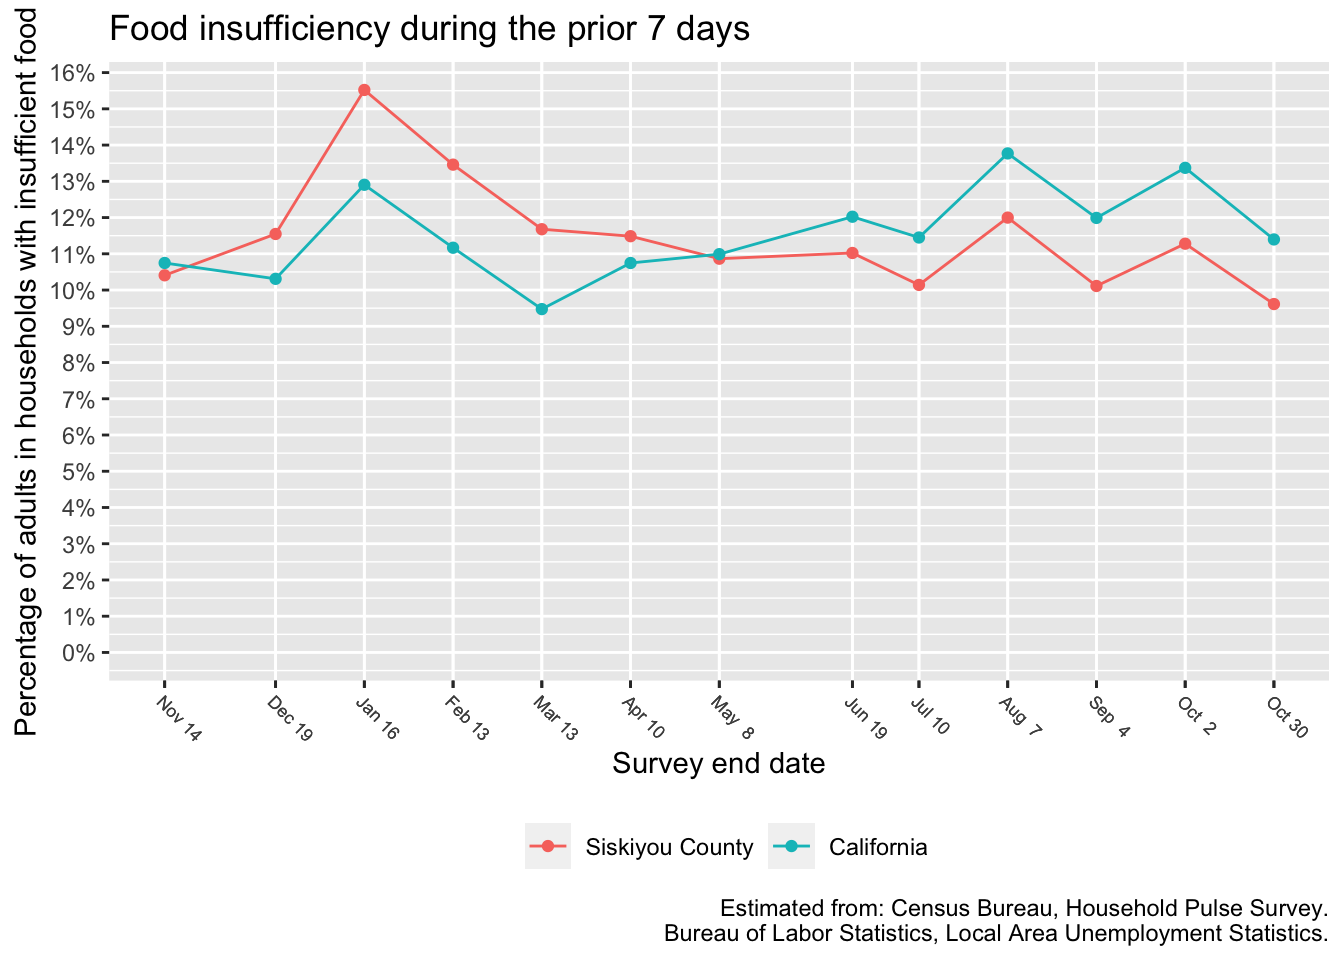 Food insufficiency during the prior 7 days
Percentage of adults in households with insufficient food
16%
15%
14%
13%
12%
11%
10%
9%
8%
7%
6%
5%
4%
3%
2%
1%
0%
Nov 14
Dec 19
Jan 16
Feb 13
Mar 13
Apr 10
May 8
Jun 19
Jul 10
Aug 7
Sep 4
Oct 2
Oct 30
Survey end date
Siskiyou County
California
Estimated from: Census Bureau, Household Pulse Survey.
Bureau of Labor Statistics, Local Area Unemployment Statistics.